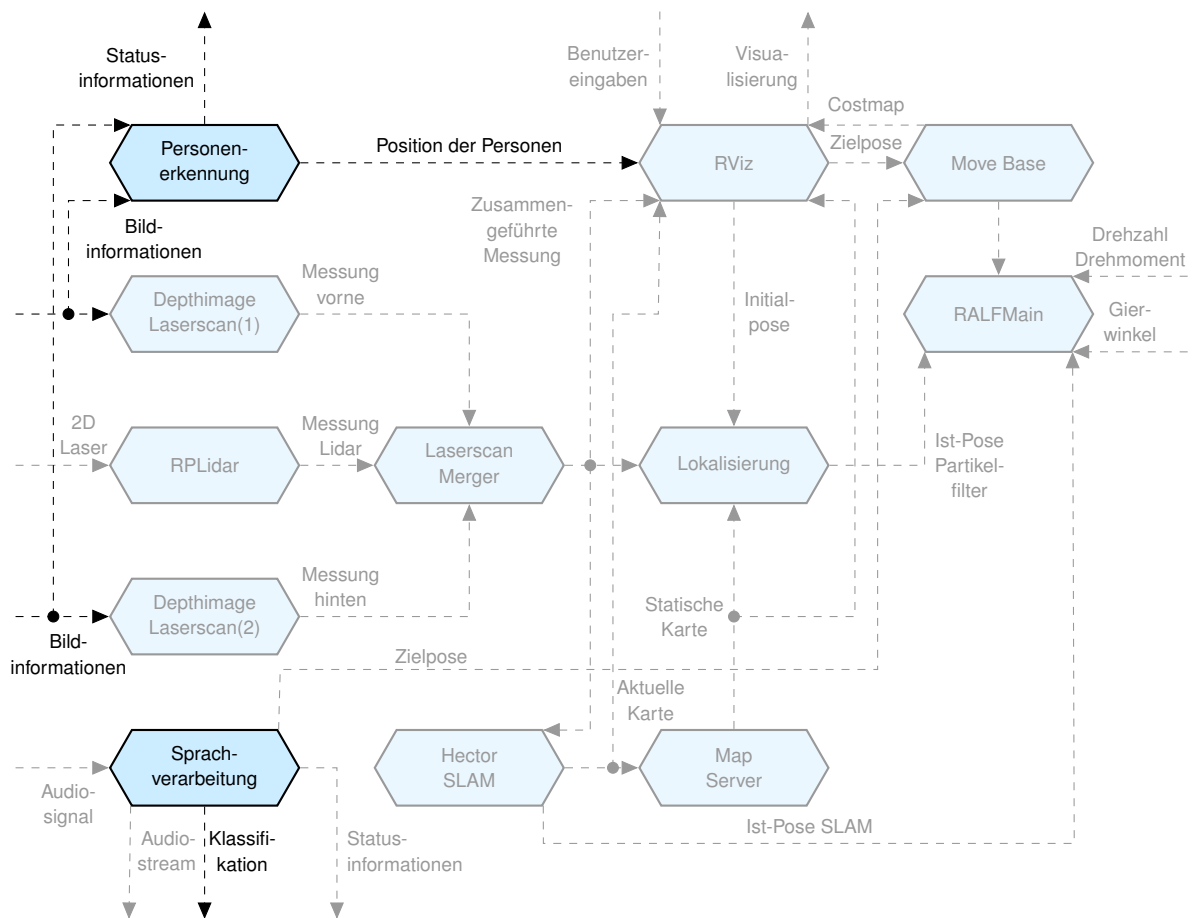 Status-
informationen
Benutzer-
eingaben
Visua-
lisierung
Costmap
Zielpose
Personen-
erkennung
Position der Personen
RViz
Move Base
Bild-
informationen
Zusammen-
geführte
Messung
Drehzahl
Drehmoment
Messung
vorne
Depthimage
Laserscan(1)
Initial-
pose
RALFMain
Gier-
winkel
2D
Laser
RPLidar
Messung
Lidar
Laserscan
Merger
Lokalisierung
Ist-Pose
Partikel-
filter
Depthimage
Laserscan(2)
Messung
hinten
Statische
Karte
Bild-
informationen
Zielpose
Aktuelle
Karte
Sprach-
verarbeitung
Hector
SLAM
Map
Server
Audio-
signal
Audio-
stream
Klassifi-
kation
Status-
informationen
Ist-Pose SLAM